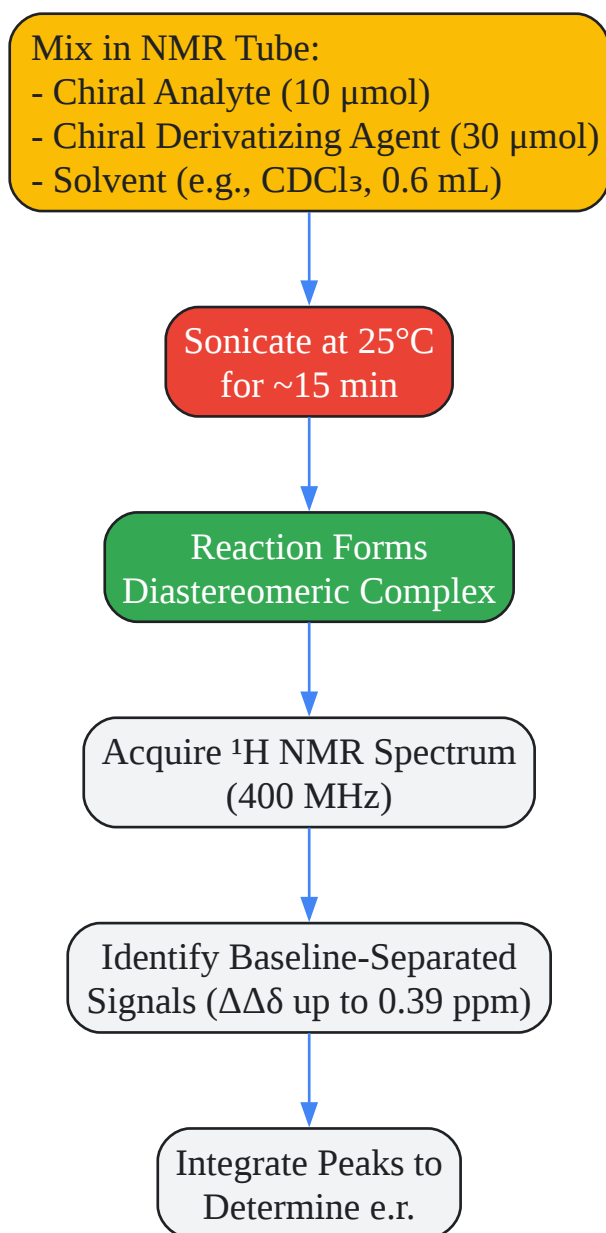 Mix in NMR Tube:
- Chiral Analyte (10 μmol)
- Chiral Derivatizing Agent (30 μmol)
- Solvent (e.g., CDCl₃, 0.6 mL)
Sonicate at 25°C
for ~15 min
Reaction Forms
Diastereomeric Complex
Acquire ¹H NMR Spectrum
(400 MHz)
Identify Baseline-Separated
Signals (ΔΔδ up to 0.39 ppm)
Integrate Peaks to
Determine e.r.